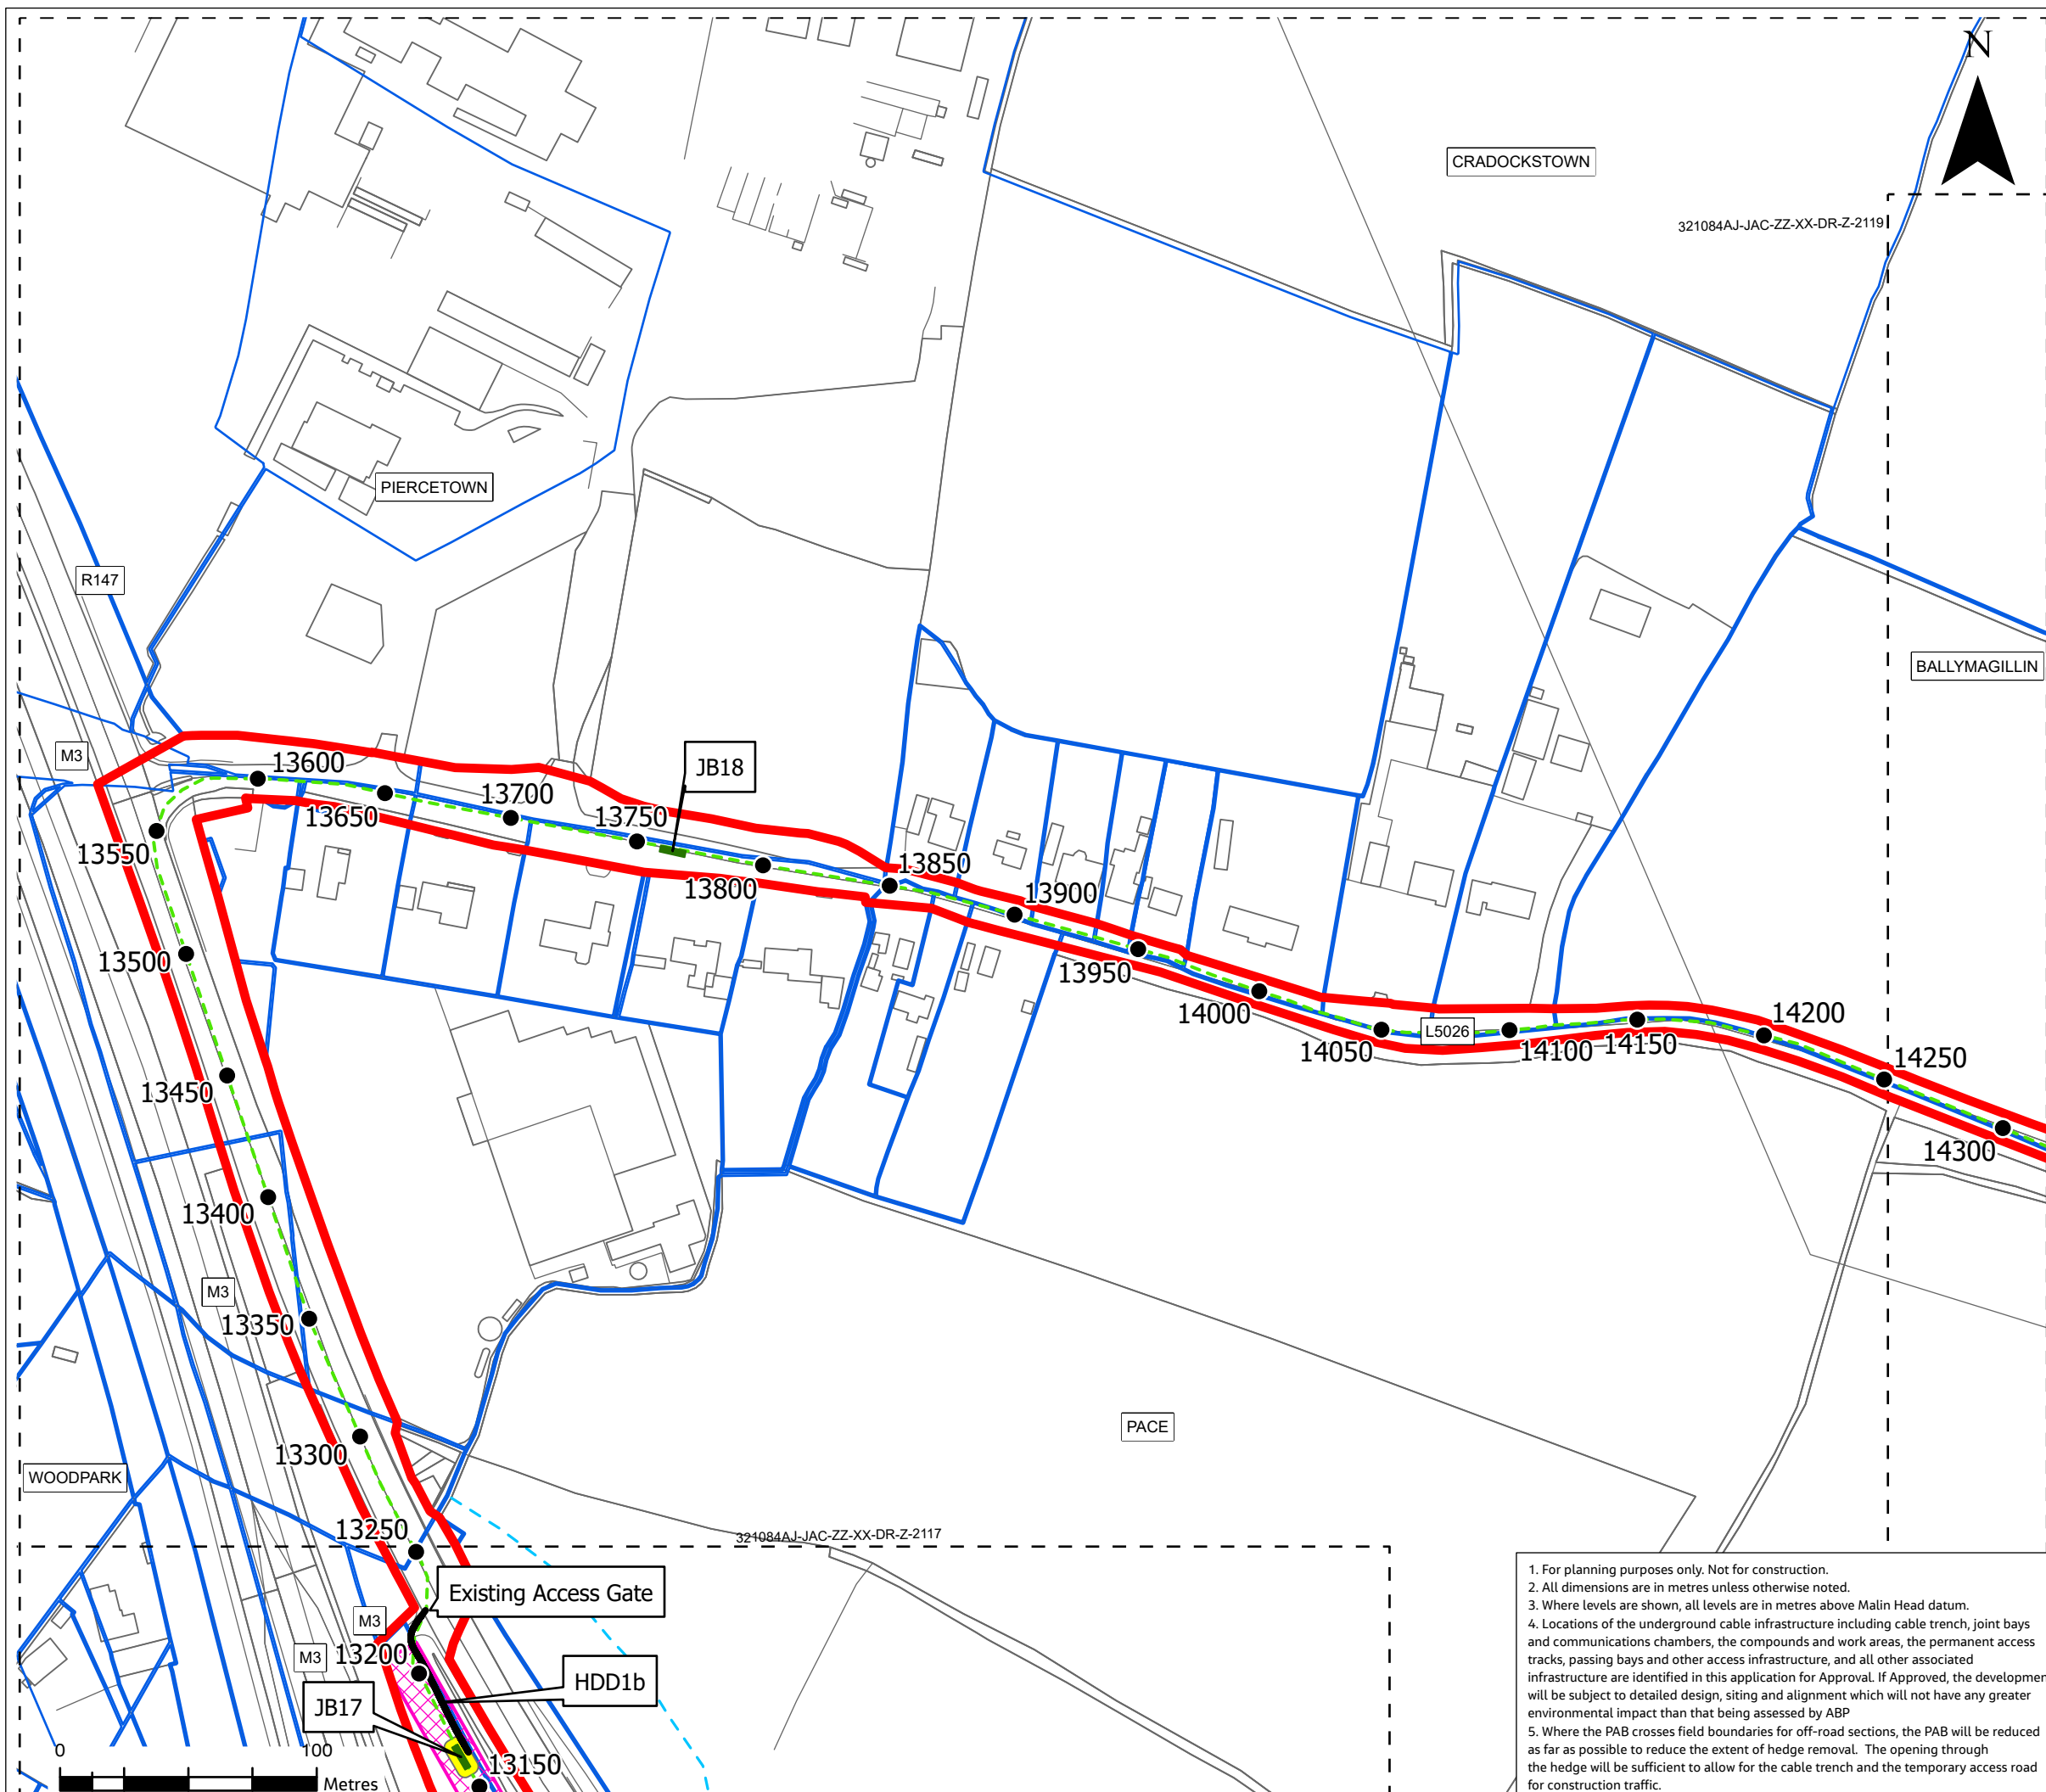 N
CRADOCKSTOWN
321084AJ-JAC-ZZ-XX-DR-Z-2119
PIERCETOWN
R147
BALLYMAGILLIN
M3
JB18
13600
13650
13700
13750
13800
13850
13900
13950
14000
14050
L5026
14100
14150
14200
14250
14300
13550
13500
13450
13400
M3
13350
13300
PACE
WOODPARK
13250
321084AJ-JAC-ZZ-XX-DR-Z-2117
Existing Access Gate
M3
13200
M3
HDD1b
JB17
13150
0 100
Metres
1. For planning purposes only. Not for construction.
2. All dimensions are in metres unless otherwise noted.
3. Where levels are shown, all levels are in metres above Malin Head datum.
4. Locations of the underground cable infrastructure including cable trench, joint bays
and communications chambers, the compounds and work areas, the permanent access
tracks, passing bays and other access infrastructure, and all other associated
infrastructure are identified in this application for Approval. If Approved, the developmen
will be subject to detailed design, siting and alignment which will not have any greater
environmental impact than that being assessed by ABP
5. Where the PAB crosses field boundaries for off-road sections, the PAB will be reduced
as far as possible to reduce the extent of hedge removal. The opening through
the hedge will be sufficient to allow for the cable trench and the temporary access road
for construction traffic.